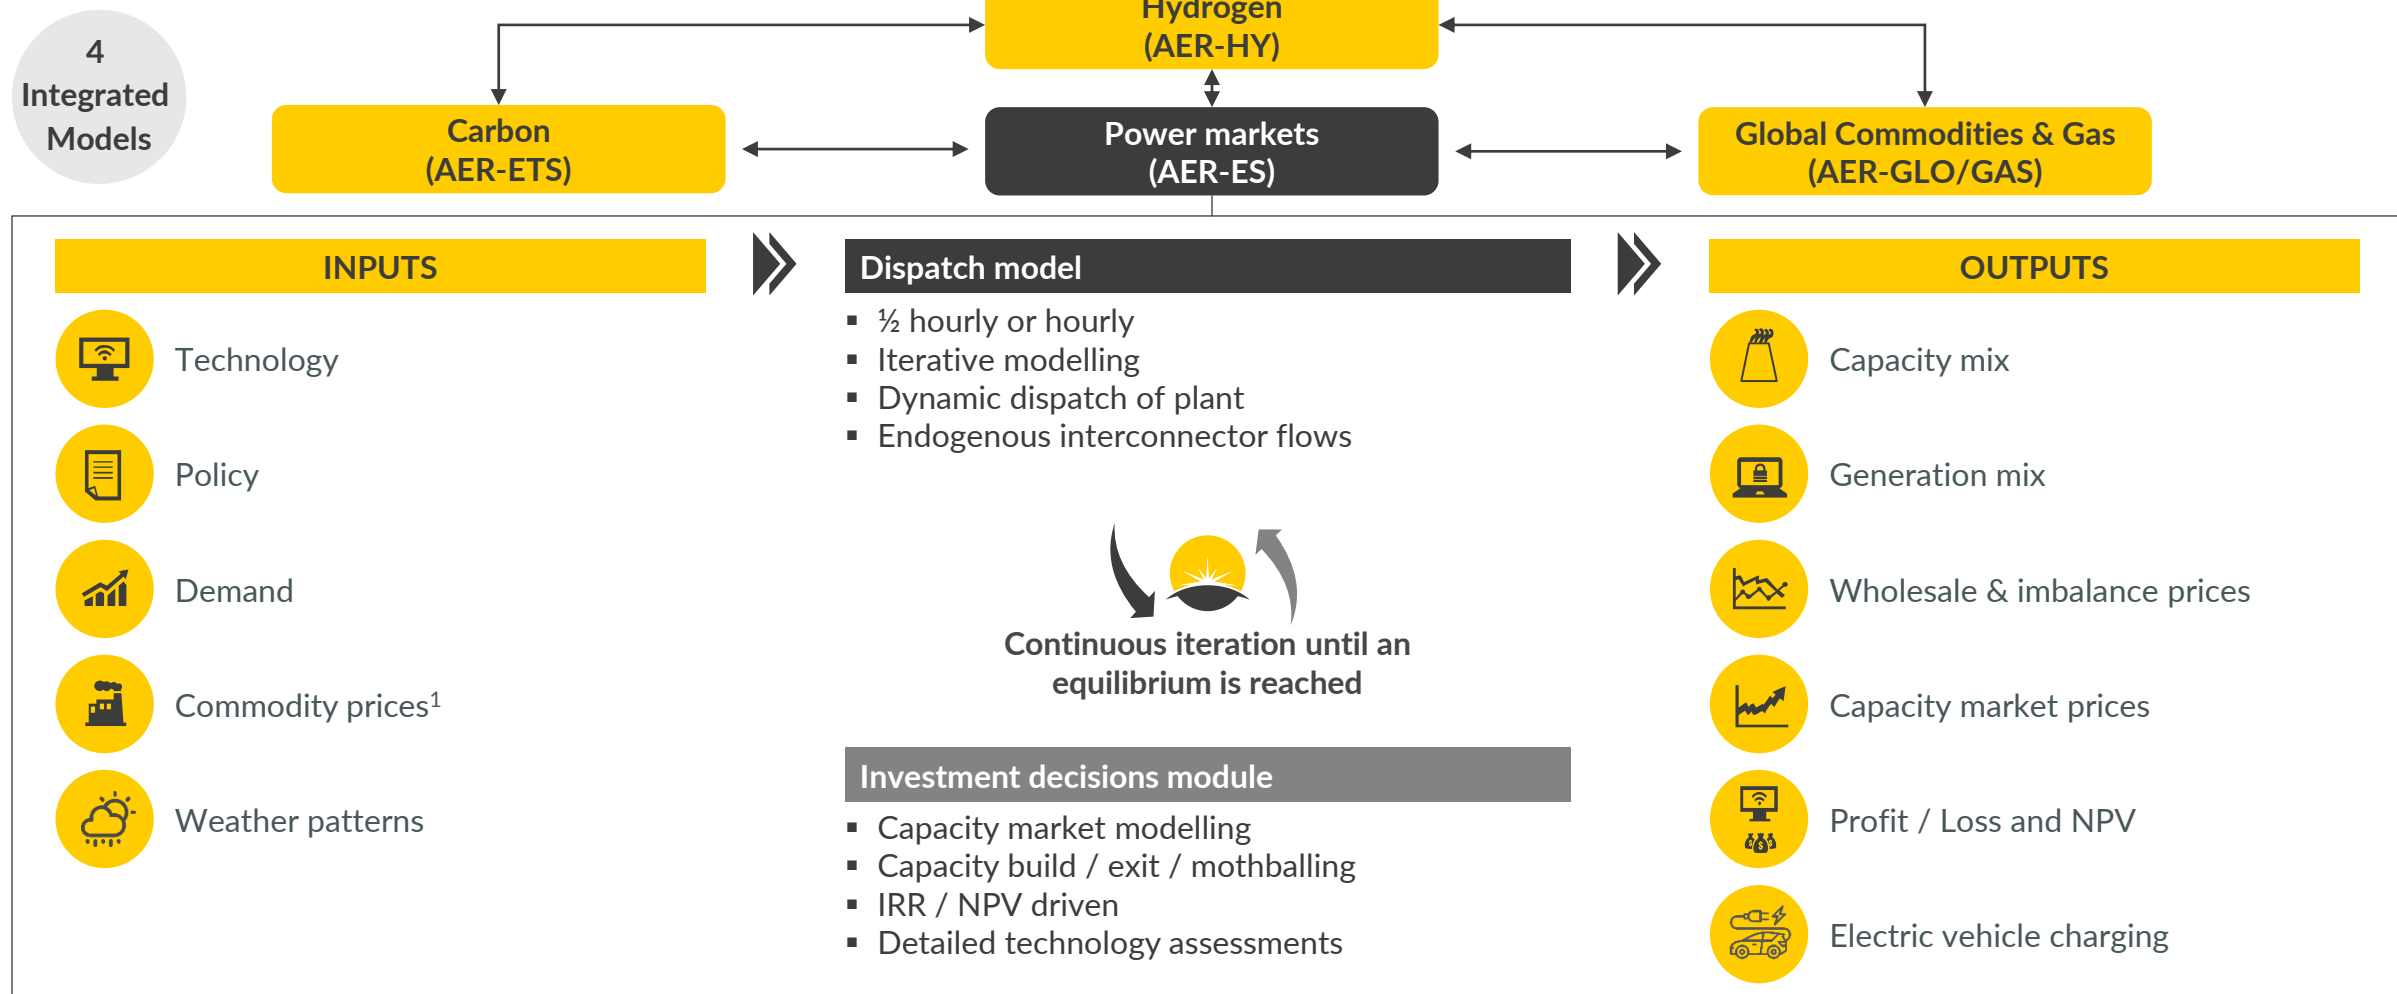 4
Integrated
Models
Hydrogen
(AER-HY)
Carbon
(AER-ETS)
Power markets
(AER-ES)
Global Commodities & Gas
(AER-GLO/GAS)
INPUTS
Technology
Policy
Demand
Commodity prices¹
Weather patterns
Dispatch model
▪ ½ hourly or hourly
▪ Iterative modelling
▪ Dynamic dispatch of plant
▪ Endogenous interconnector flows
Continuous iteration until an
equilibrium is reached
Investment decisions module
▪ Capacity market modelling
▪ Capacity build / exit / mothballing
▪ IRR / NPV driven
▪ Detailed technology assessments
OUTPUTS
Capacity mix
Generation mix
Wholesale & imbalance prices
Capacity market prices
Profit / Loss and NPV
Electric vehicle charging